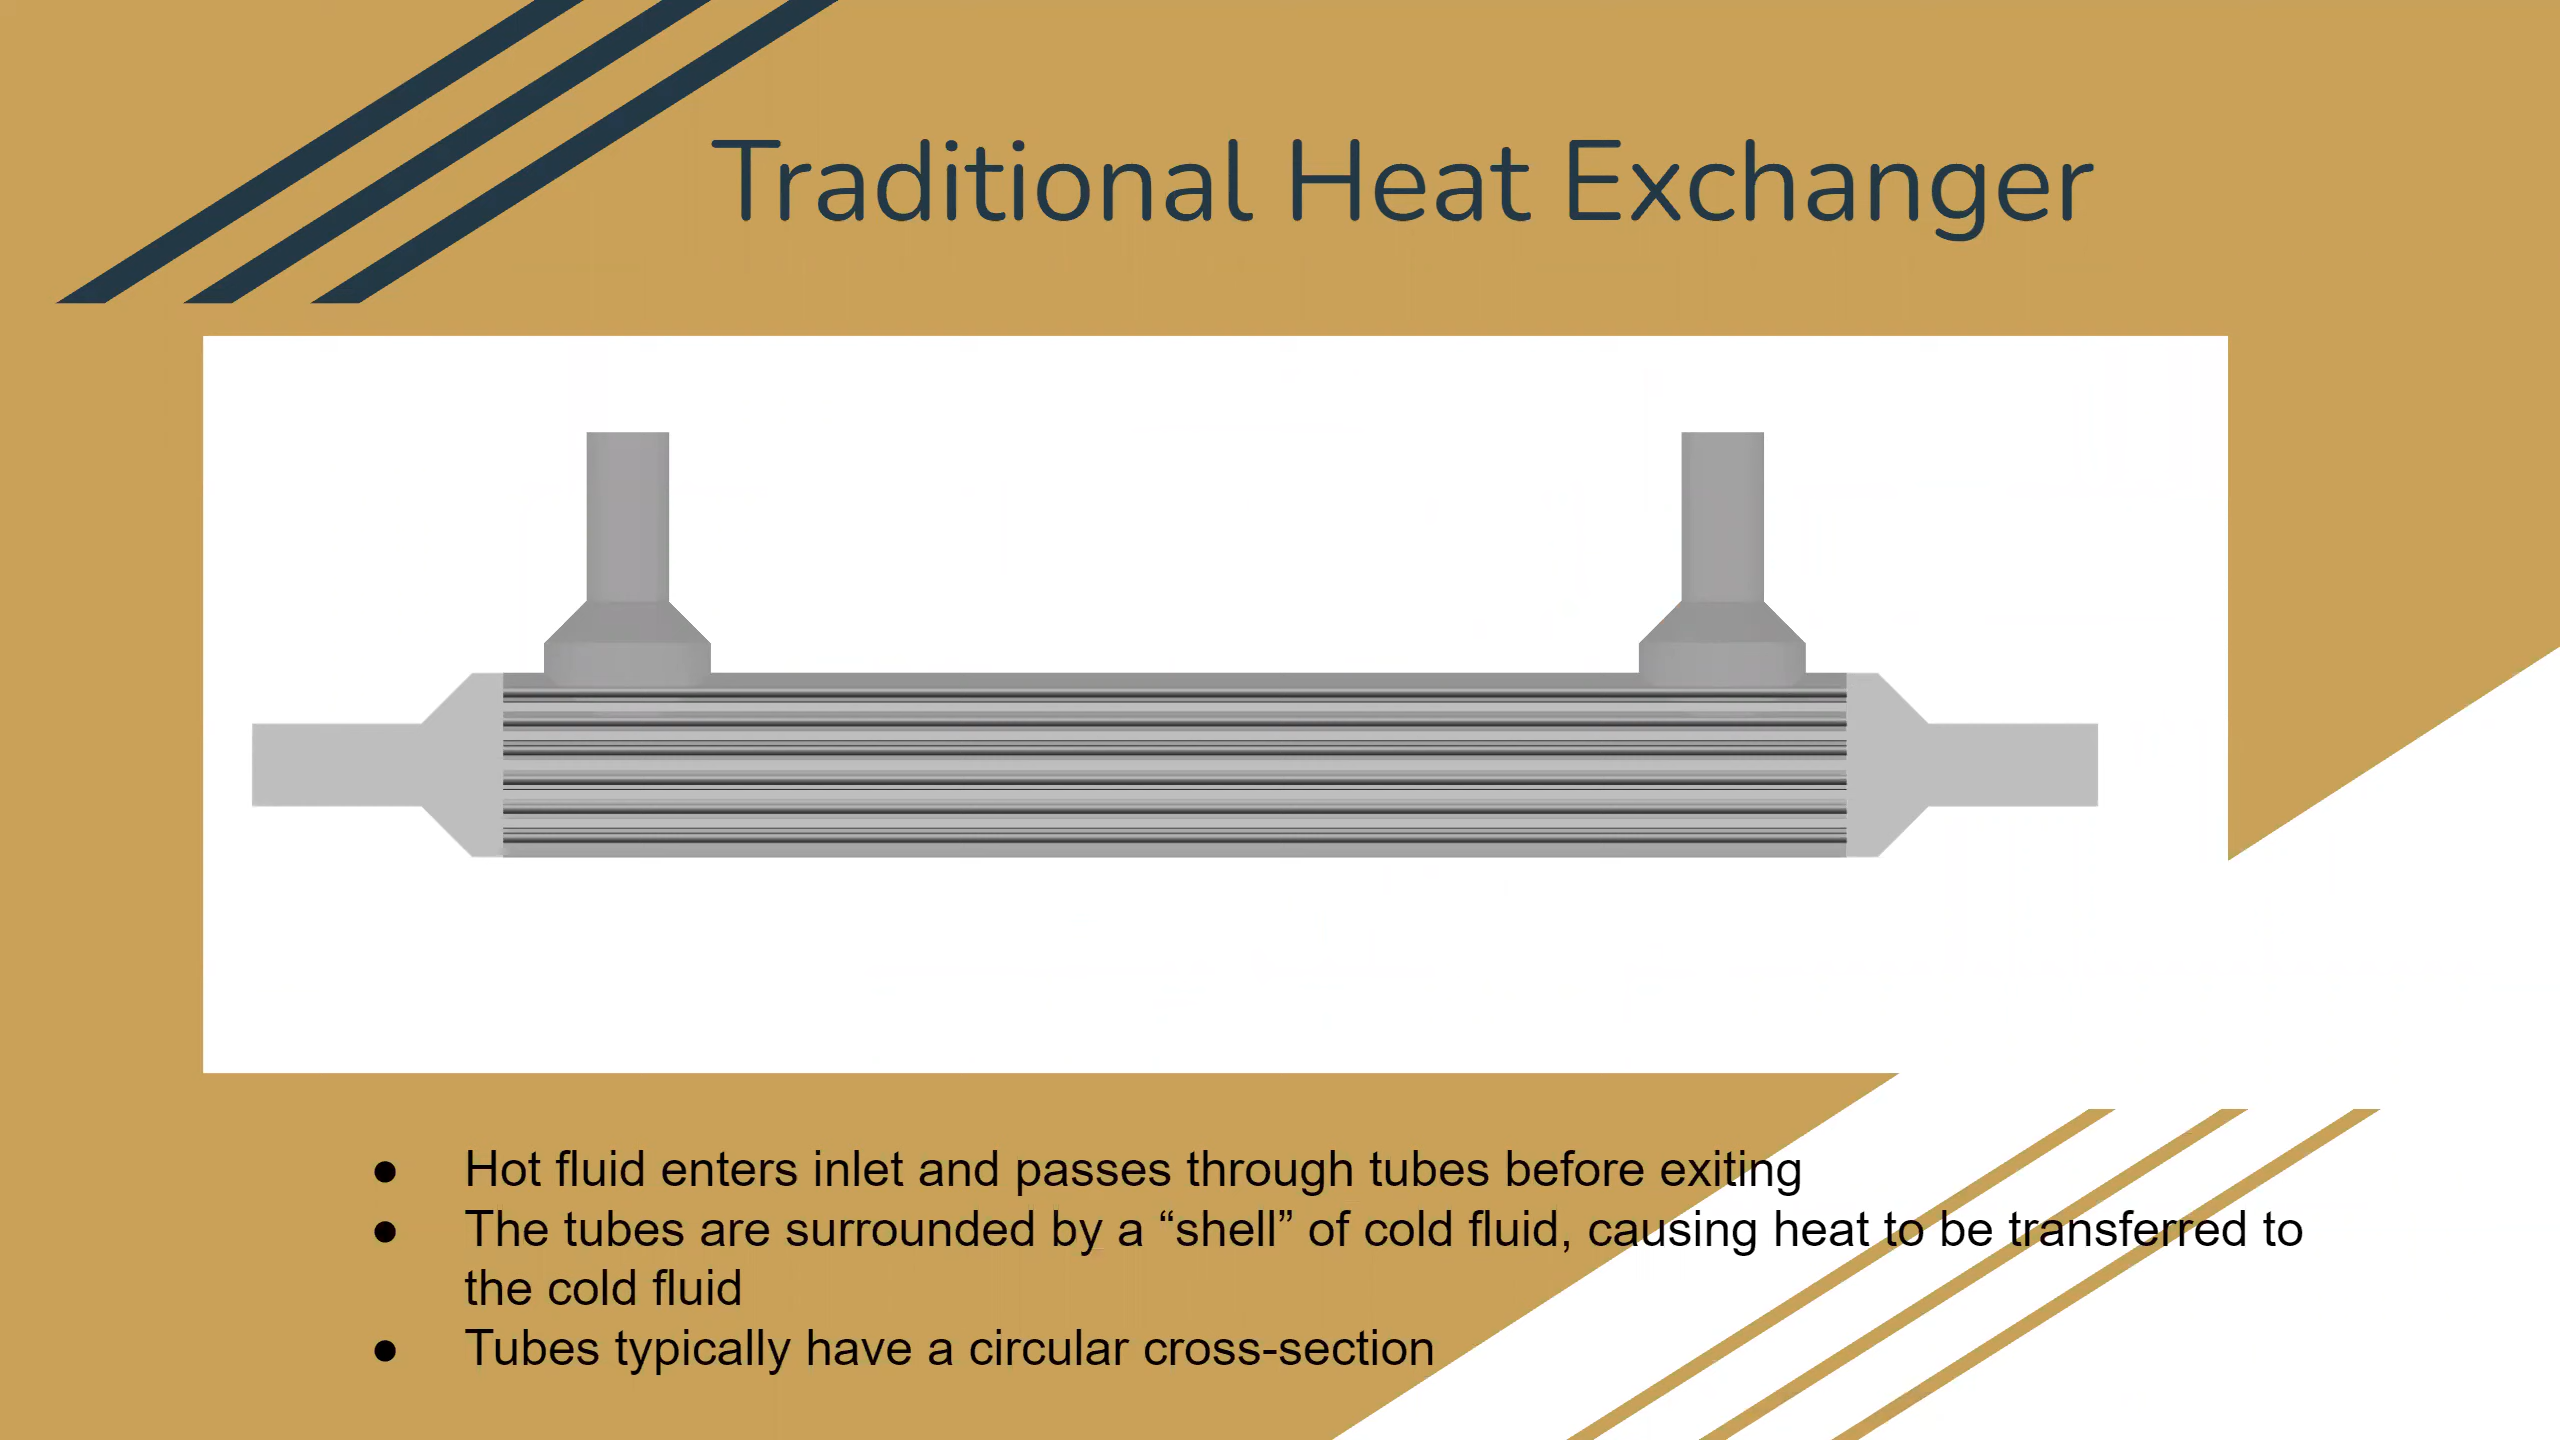 Traditional Heat Exchanger
● Hot fluid enters inlet and passes through tubes before exiting
● The tubes are surrounded by a “shell” of cold fluid, causing heat to be transferred to
the cold fluid
● Tubes typically have a circular cross-section